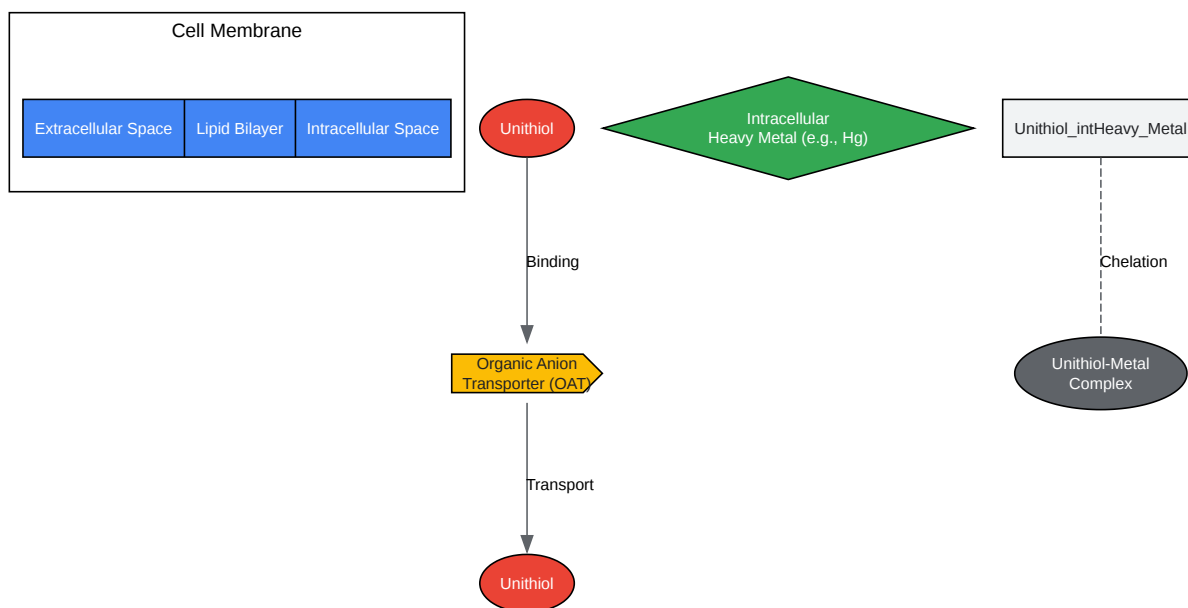 Cell Membrane
Extracellular Space
Lipid Bilayer
Intracellular Space
Unithiol
Intracellular
Heavy Metal (e.g., Hg)
Unithiol_intHeavy_Metal
Binding
Chelation
Organic Anion
Transporter (OAT)
Unithiol-Metal
Complex
Transport
Unithiol